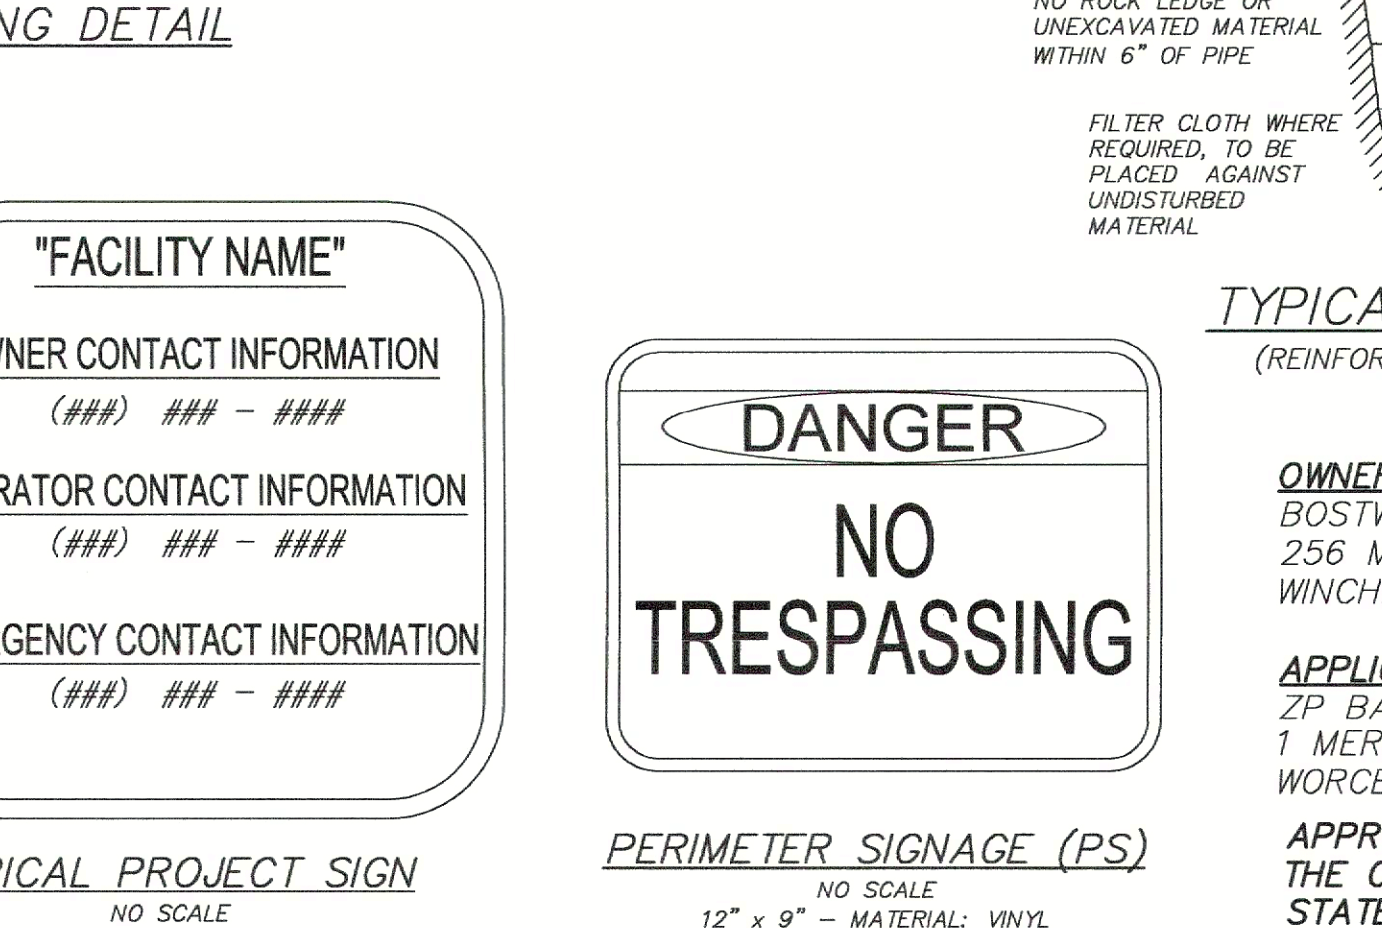 NG DETAIL
NO ROCK LEDGE OR
UNEXCAVATED MATERIAL
WITHIN 6" OF PIPE
FILTER CLOTH WHERE
REQUIRED, TO BE
PLACED AGAINST
UNDISTURBED
MATERIAL
"FACILITY NAME"
NER CONTACT INFORMATION
(###) ### - ####
RATOR CONTACT INFORMATION
(###) ### - ####
GENCY CONTACT INFORMATION
(###) ### - ####
ICAL PROJECT SIGN
NO SCALE
DANGER
NO
TRESPASSING
PERIMETER SIGNAGE (PS)
NO SCALE
12" x 9" - MATERIAL: VINYL
TYPICA
(REINFOR
OWNER
BOSTW
256 M
WINCH
APPLIC
ZP BA
1 MER
WORCE
APPR
THE C
STATE